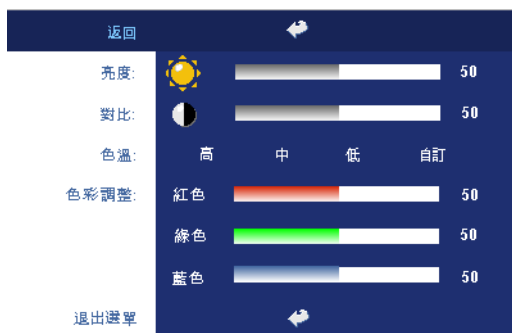 返回
亮度: 50
對比: 50
色溫: 高 中 低 自訂
色彩調整: 紅色 50
綠色 50
藍色 50
退出選單